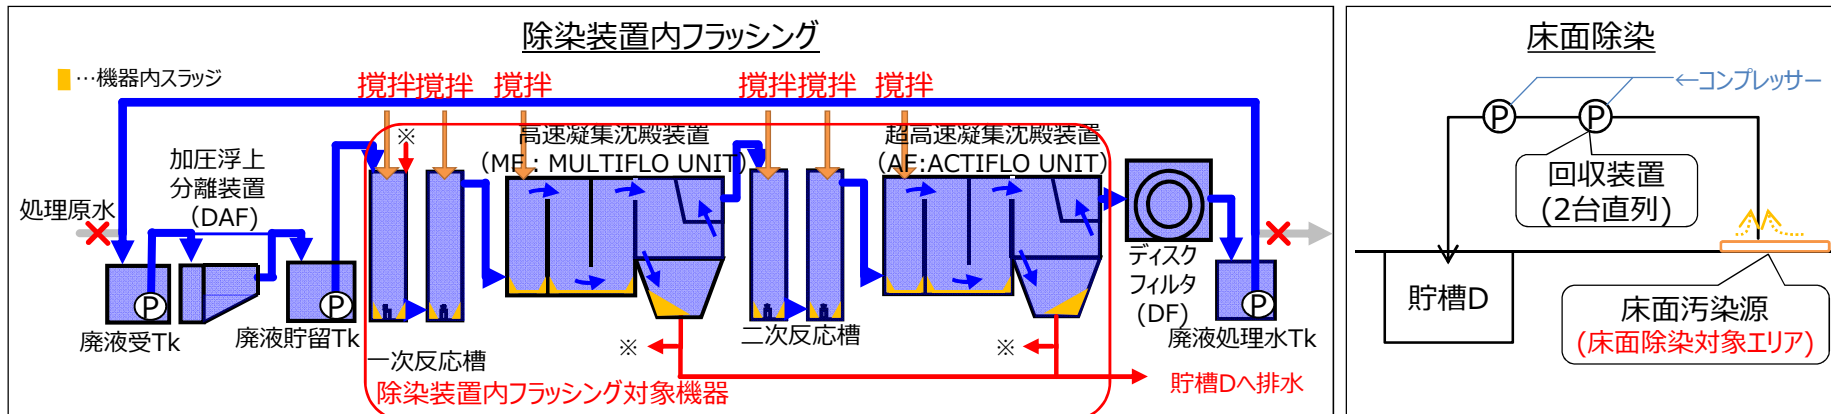 除染装置内フラッシング
…機器内スラッジ
撹拌
撹拌
撹拌
撹拌
撹拌
撹拌
※
高速凝集沈殿装置
(MF：MULTIFLO UNIT)
超高速凝集沈殿装置
(AF:ACTIFLO UNIT)
加圧浮上
分離装置
(DAF)
処理原水
P
廃液受Tk
P
廃液貯留Tk
一次反応槽
※
二次反応槽
※
ディスク
フィルタ
(DF)
P
廃液処理水Tk
除染装置内フラッシング対象機器
貯槽Dへ排水
床面除染
←コンプレッサー
P
P
回収装置
(2台直列)
貯槽D
床面汚染源
(床面除染対象エリア)